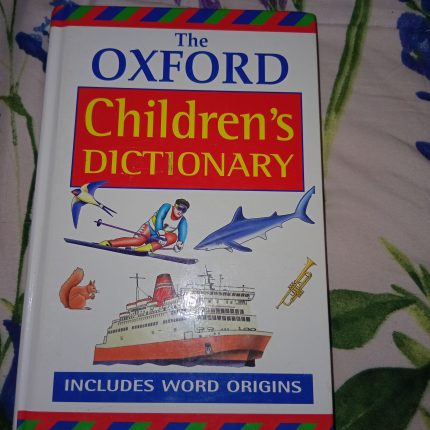 The
OXFORD
Children's
DICTIONARY
INCLUDES WORD ORIGINS